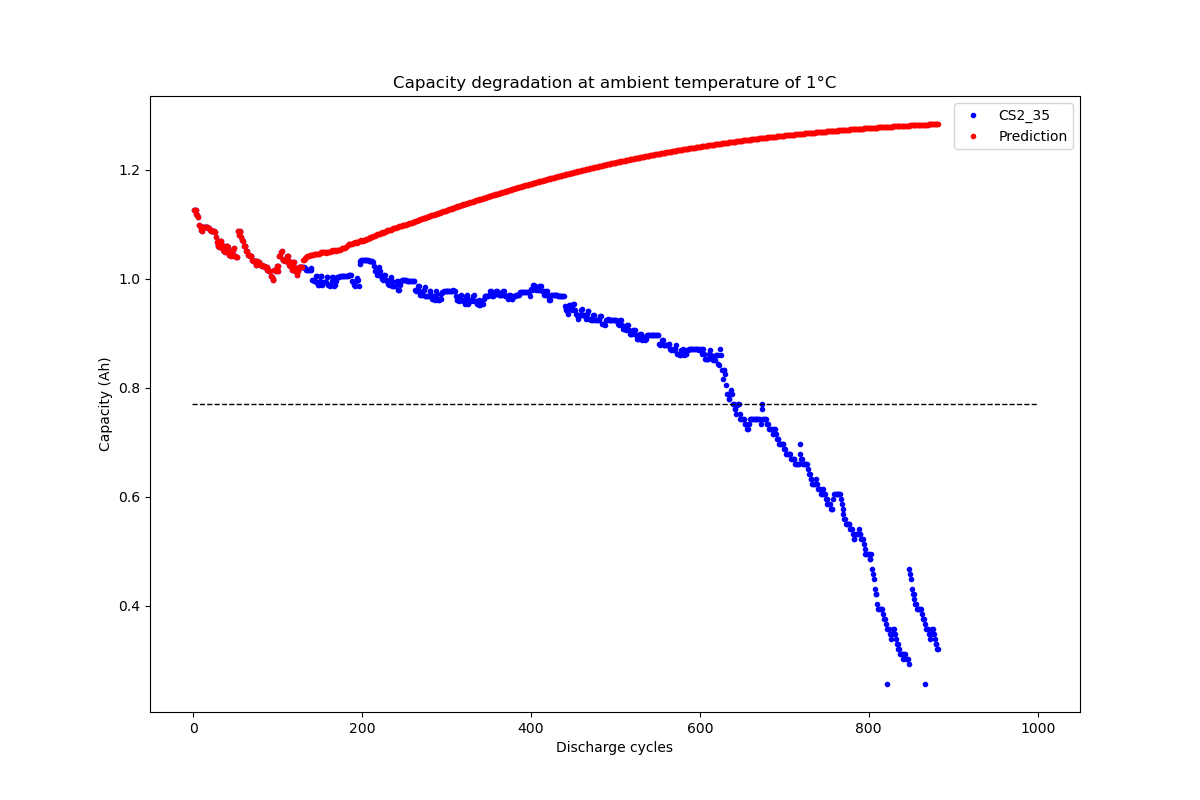 Capacity degradation at ambient temperature of 1°C
CS2_35
Prediction
1.2
1.0
0.8
0.6
0.4
Capacity (Ah)
0
200
400
600
800
1000
Discharge cycles